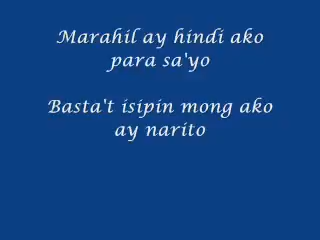 Marahil ay hindi ako
para sa'yo
Basta't isipin mong ako
ay narito